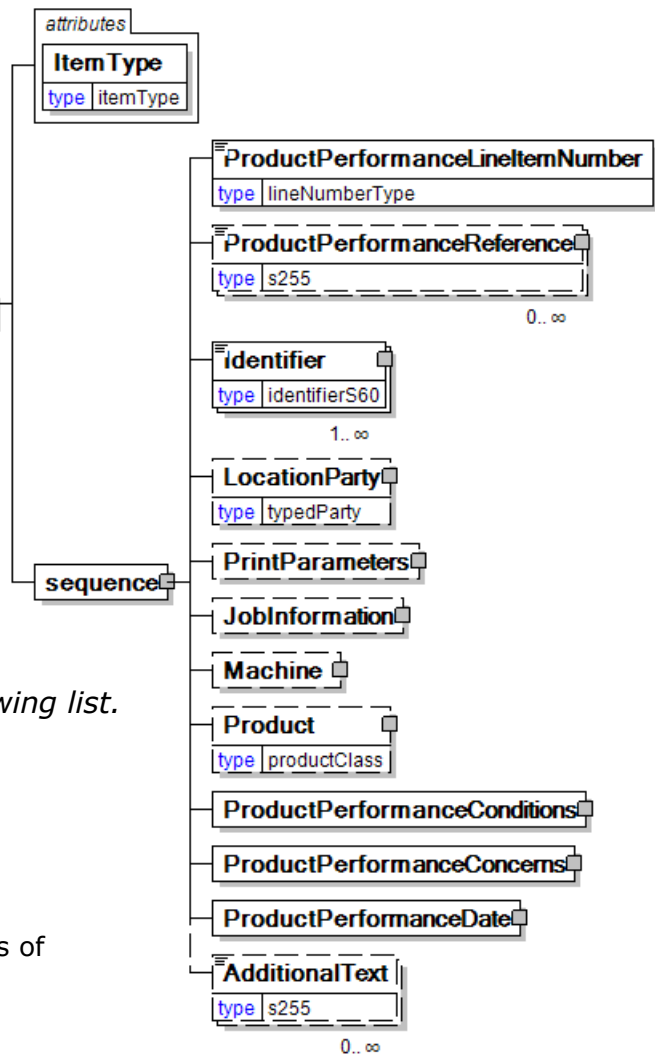 attributes
ItemType
type itemType
ProductPerformanceLineItemNumber
type lineNumberType
ProductPerformanceReference
type s255
0.. ∞
Identifier
type identifierS60
1.. ∞
LocationParty
type typedParty
PrintParameters
sequence
JobInformation
Machine
wing list.
Product
type productClass
ProductPerformanceConditions
ProductPerformanceConcerns
ProductPerformanceDate
s of
AdditionalText
type s255
0.. ∞